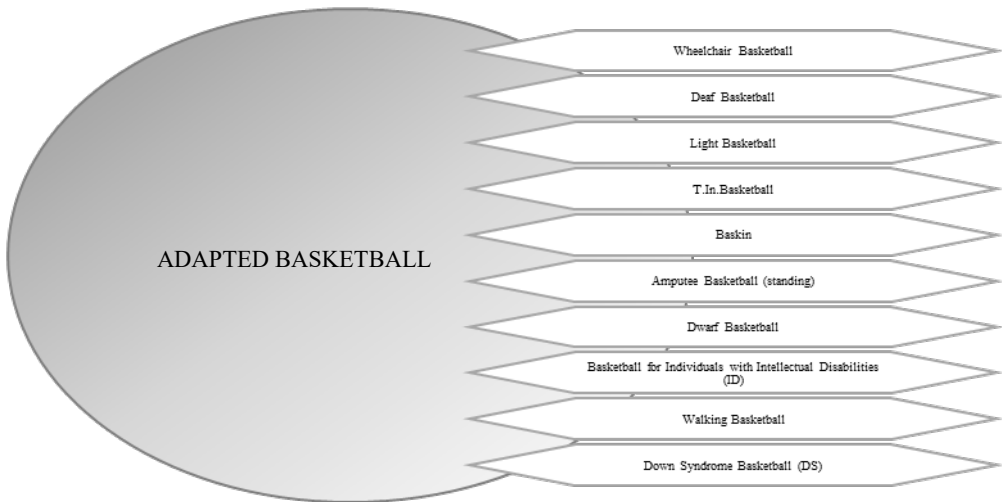 ADAPTED BASKETBALL
Wheelchair Basketball
Deaf Basketball
Light Basketball
T.In.Basketball
Baskin
Amputee Basketball (standing)
Dwarf Basketball
Basketball for Individuals with Intellectual Disabilities
(ID)
Walking Basketball
Down Syndrome Basketball (DS)